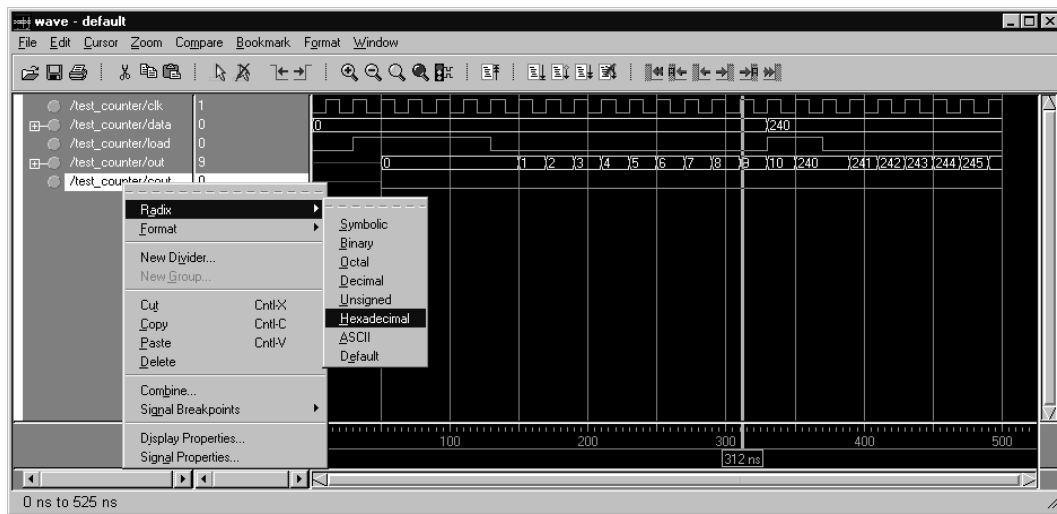 wave - default
File Edit Cursor Zoom Compare Bookmark Format Window
/test_counter/clk 1
/test_counter/data 0 0 240
/test_counter/load 0
/test_counter/out 9 0 1 2 3 4 5 6 7 8 9 10 240 241 242 243 244 245
/test_counter/cout 0
Radix
Format
New Divider...
New Group...
Cut Cntl-X
Copy Cntl-C
Paste Cntl-V
Delete
Combine...
Signal Breakpoints
Display Properties...
Signal Properties...
Symbolic
Binary
Octal
Decimal
Unsigned
Hexadecimal
ASCII
Default
100 200 300 400 500
312 ns
0 ns to 525 ns